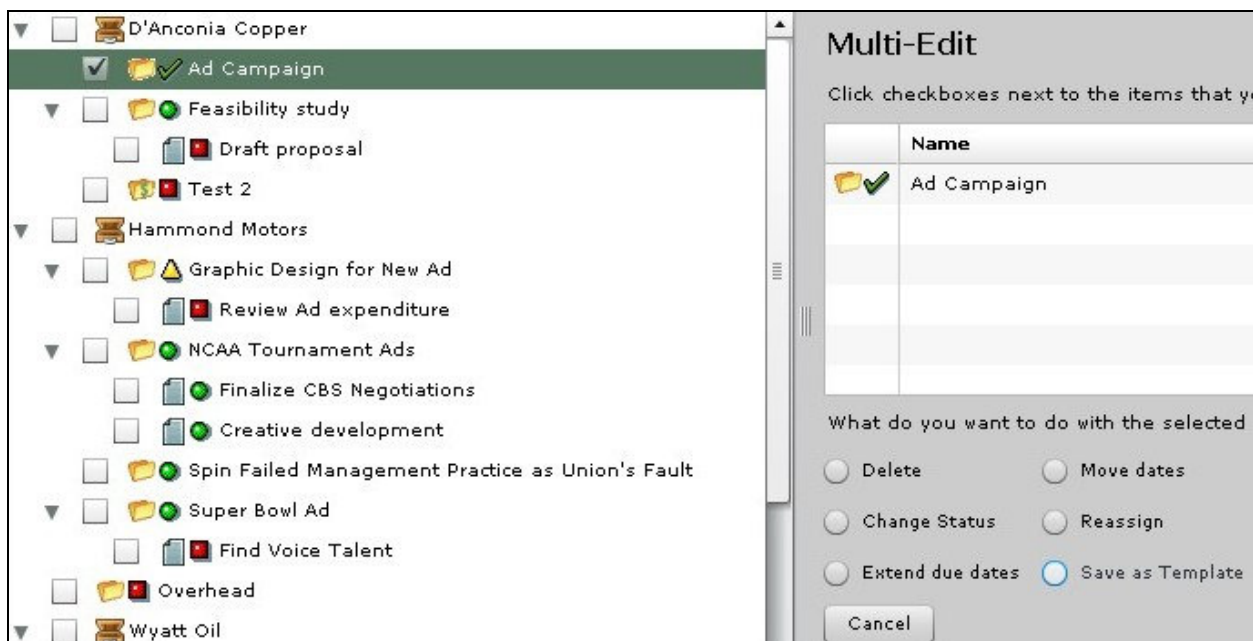 D'Anconia Copper
Ad Campaign
Feasibility study
Draft proposal
Test 2
Hammond Motors
Graphic Design for New Ad
Review Ad expenditure
NCAA Tournament Ads
Finalize CBS Negotiations
Creative development
Spin Failed Management Practice as Union's Fault
Super Bowl Ad
Find Voice Talent
Overhead
Wyatt Oil
Multi-Edit
Click checkboxes next to the items that yo
Name
Ad Campaign
What do you want to do with the selected
Delete Move dates
Change Status Reassign
Extend due dates Save as Template
Cancel